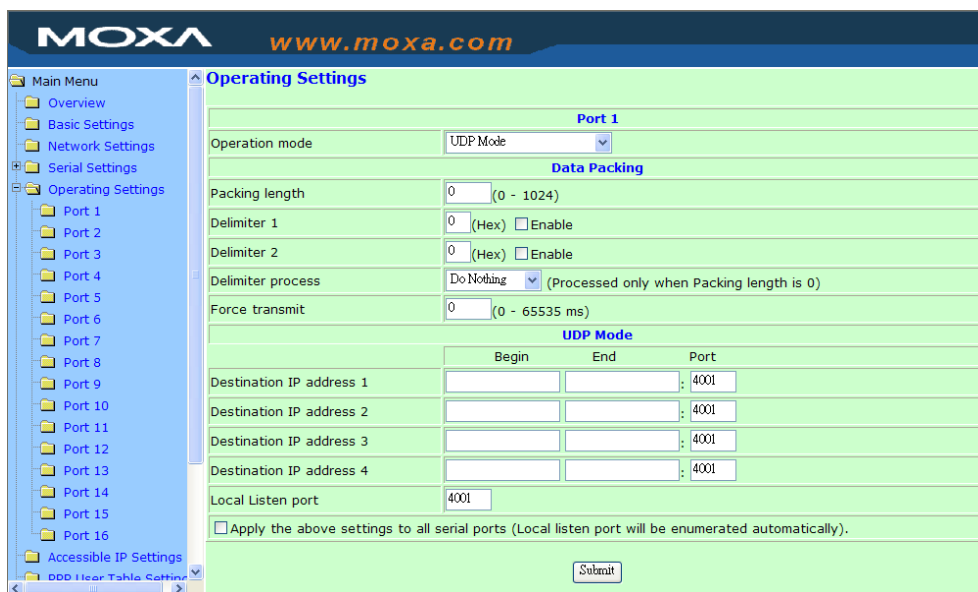 MOXA www.moxa.com
Main Menu
Overview
Basic Settings
Network Settings
Serial Settings
Operating Settings
Port 1
Port 2
Port 3
Port 4
Port 5
Port 6
Port 7
Port 8
Port 9
Port 10
Port 11
Port 12
Port 13
Port 14
Port 15
Port 16
Accessible IP Settings
PPP User Table Setting
Operating Settings
Port 1
Operation mode UDP Mode
Data Packing
Packing length 0 (0 - 1024)
Delimiter 1 0 (Hex) Enable
Delimiter 2 0 (Hex) Enable
Delimiter process Do Nothing (Processed only when Packing length is 0)
Force transmit 0 (0 - 65535 ms)
UDP Mode
Begin End Port
Destination IP address 1 : 4001
Destination IP address 2 : 4001
Destination IP address 3 : 4001
Destination IP address 4 : 4001
Local Listen port 4001
Apply the above settings to all serial ports (Local listen port will be enumerated automatically).
Submit